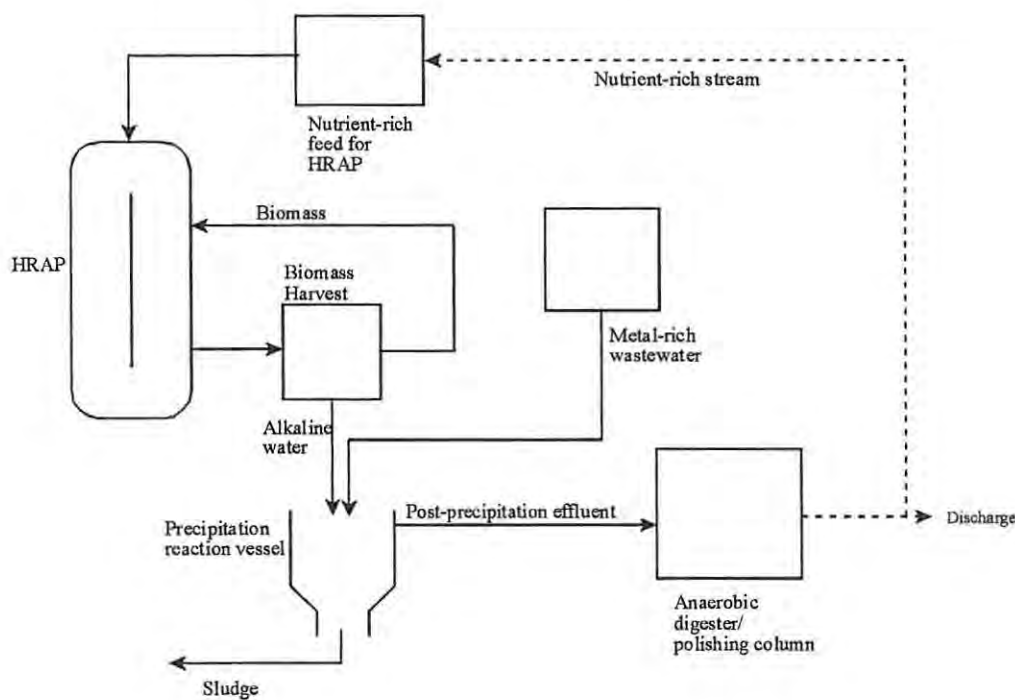 Nutrient-rich stream
Nutrient-rich
feed for
HRAP
Biomass
HRAP
Biomass
Harvest
Metal-rich
wastewater
Alkaline
water
Post-precipitation effluent
Precipitation
reaction vessel
Discharge
Anaerobic
digester/
polishing column
Sludge